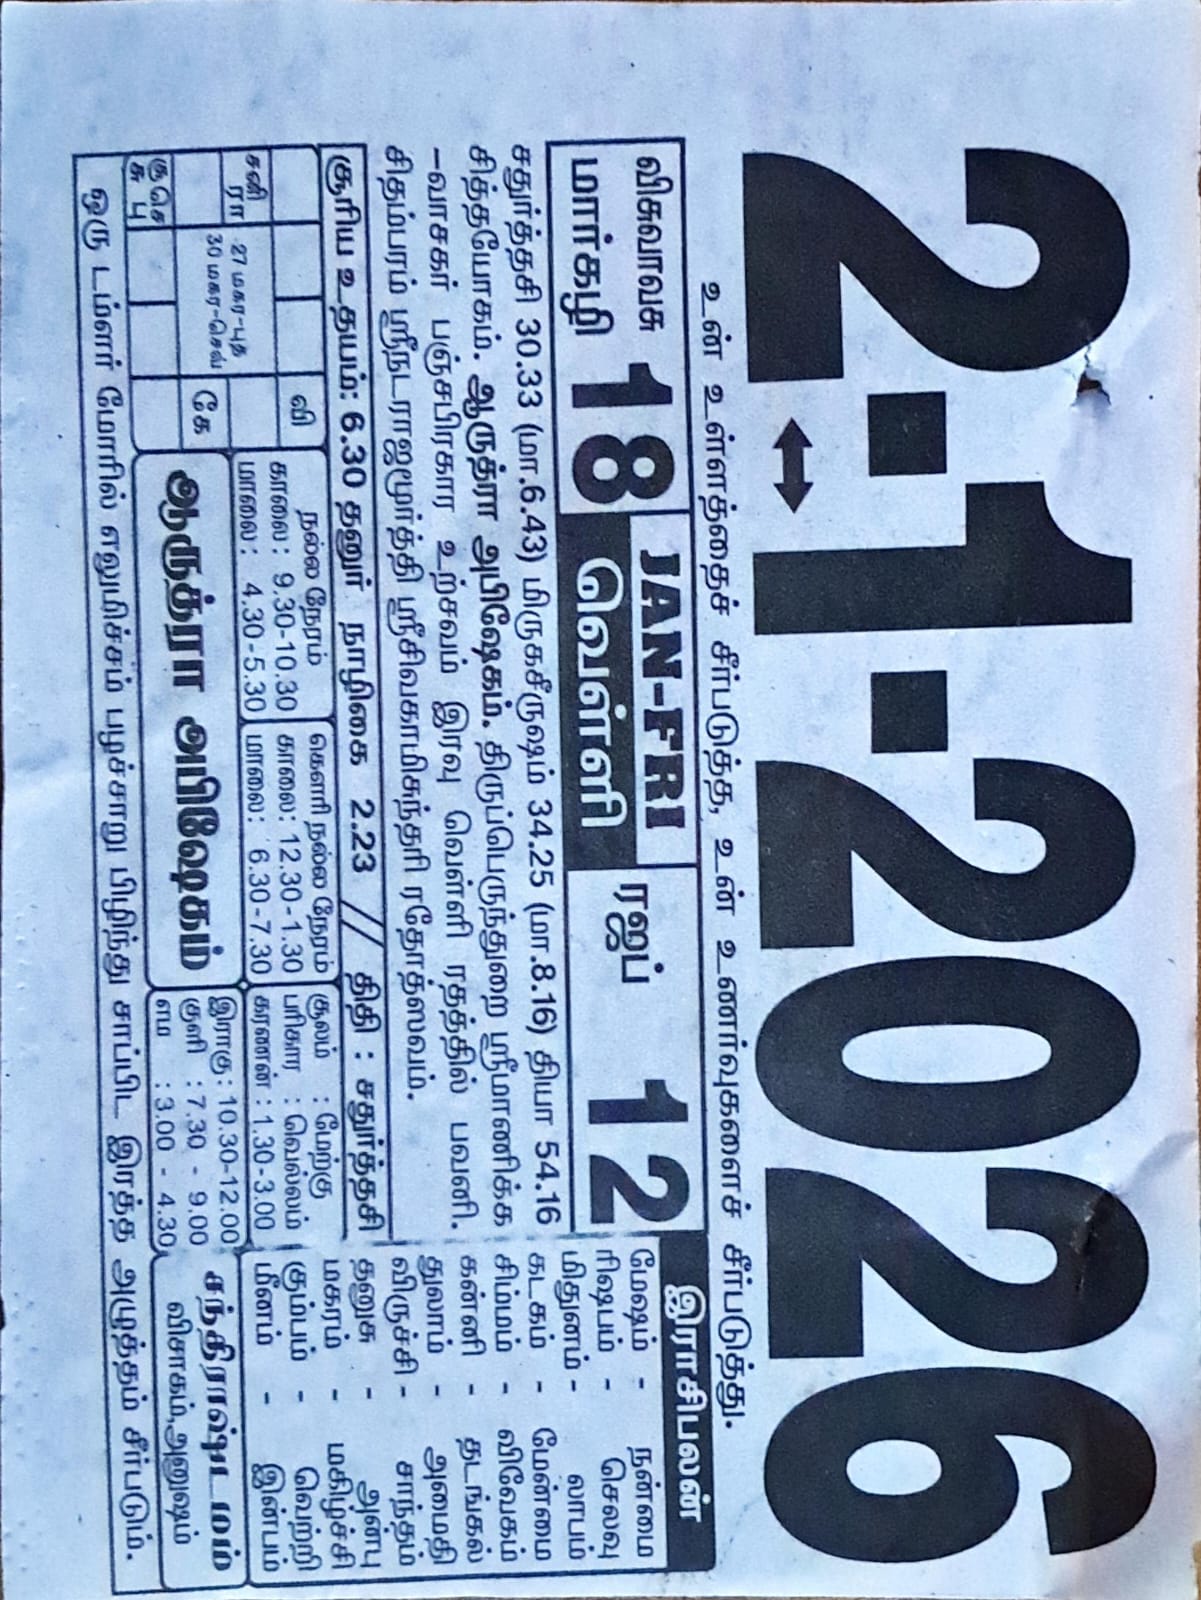 2-1-2026
உன் உள்ளத்தைச் சீர்படுத்த, உன் உணர்வுகளைச் சீர்படுத்து.
விசுவாவசு
மார்கழி 18
JAN-FRI
வெள்ளி
ரஜப் 12
சதுர்த்தசி 30.33 (மா.6.43) மிருகசீருஷம் 34.25 (மா.8.16) தியா 54.16
சித்தயோகம். ஆருத்ரா அபிஷேகம். திருப்பெருந்துறை ஸ்ரீமாணிக்க
-வாசகர் பஞ்சபிரகார உற்சவம் இரவு வெள்ளி ரதத்தில் பவனி.
சிதம்பரம் ஸ்ரீநடராஜமூர்த்தி ஸ்ரீசிவகாமிசுந்தரி ரதோத்ஸவம்.
சூரிய உதயம்: 6.30 தனூர் நாழிகை 2.23 // திதி : சதுர்த்தசி
இராசிபலன்
மேஷம் - நன்மை
ரிஷபம் - செலவு
மிதுனம் - லாபம்
கடகம் - மேன்மை
சிம்மம் - விவேகம்
கன்னி - தடங்கல்
துலாம் - அமைதி
விருச்சி - சாந்தம்
தனுசு - அன்பு
மகரம் - மகிழ்ச்சி
கும்பம் - வெற்றி
மீனம் - இன்பம்
வி
சனி
ரா
-27 மகர-புத
30 மகர-செவ்
கே
சூ செ
சு பு
நல்ல நேரம்
காலை: 9.30-10.30
மாலை: 4.30-5.30
கெளரி நல்ல நேரம்
காலை: 12.30-1.30
மாலை: 6.30-7.30
சூலம் : மேற்கு
பரிகார : வெல்லம்
கரணன் : 1.30-3.00
ஆருத்ரா அபிஷேகம்
இராகு : 10.30-12.00
குளி : 7.30 - 9.00
எம : 3.00 - 4.30
சந்திராஷ்டமம்
விசாகம்,அனுஷம்
ஒரு டம்ளர் மோரில் எலுமிச்சம் பழச்சாறு பிழிந்து சாப்பிட இரத்த அழுத்தம் சீர்படும்.